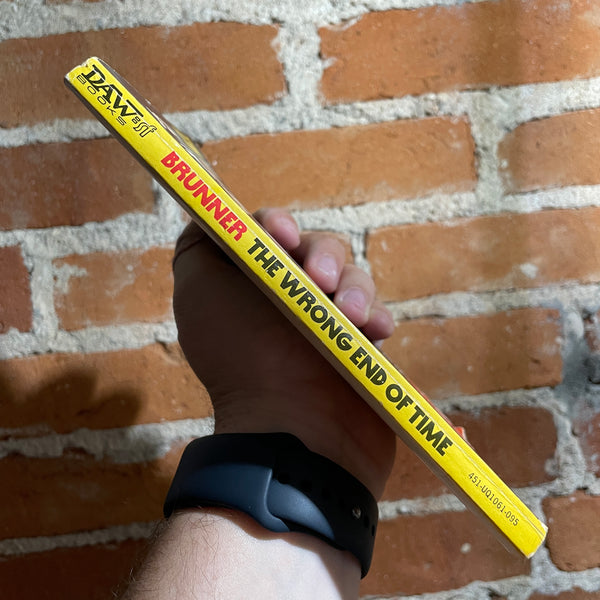 DAW sf
BOOKS
BRUNNER THE WRONG END OF TIME
451-UQ1061-095